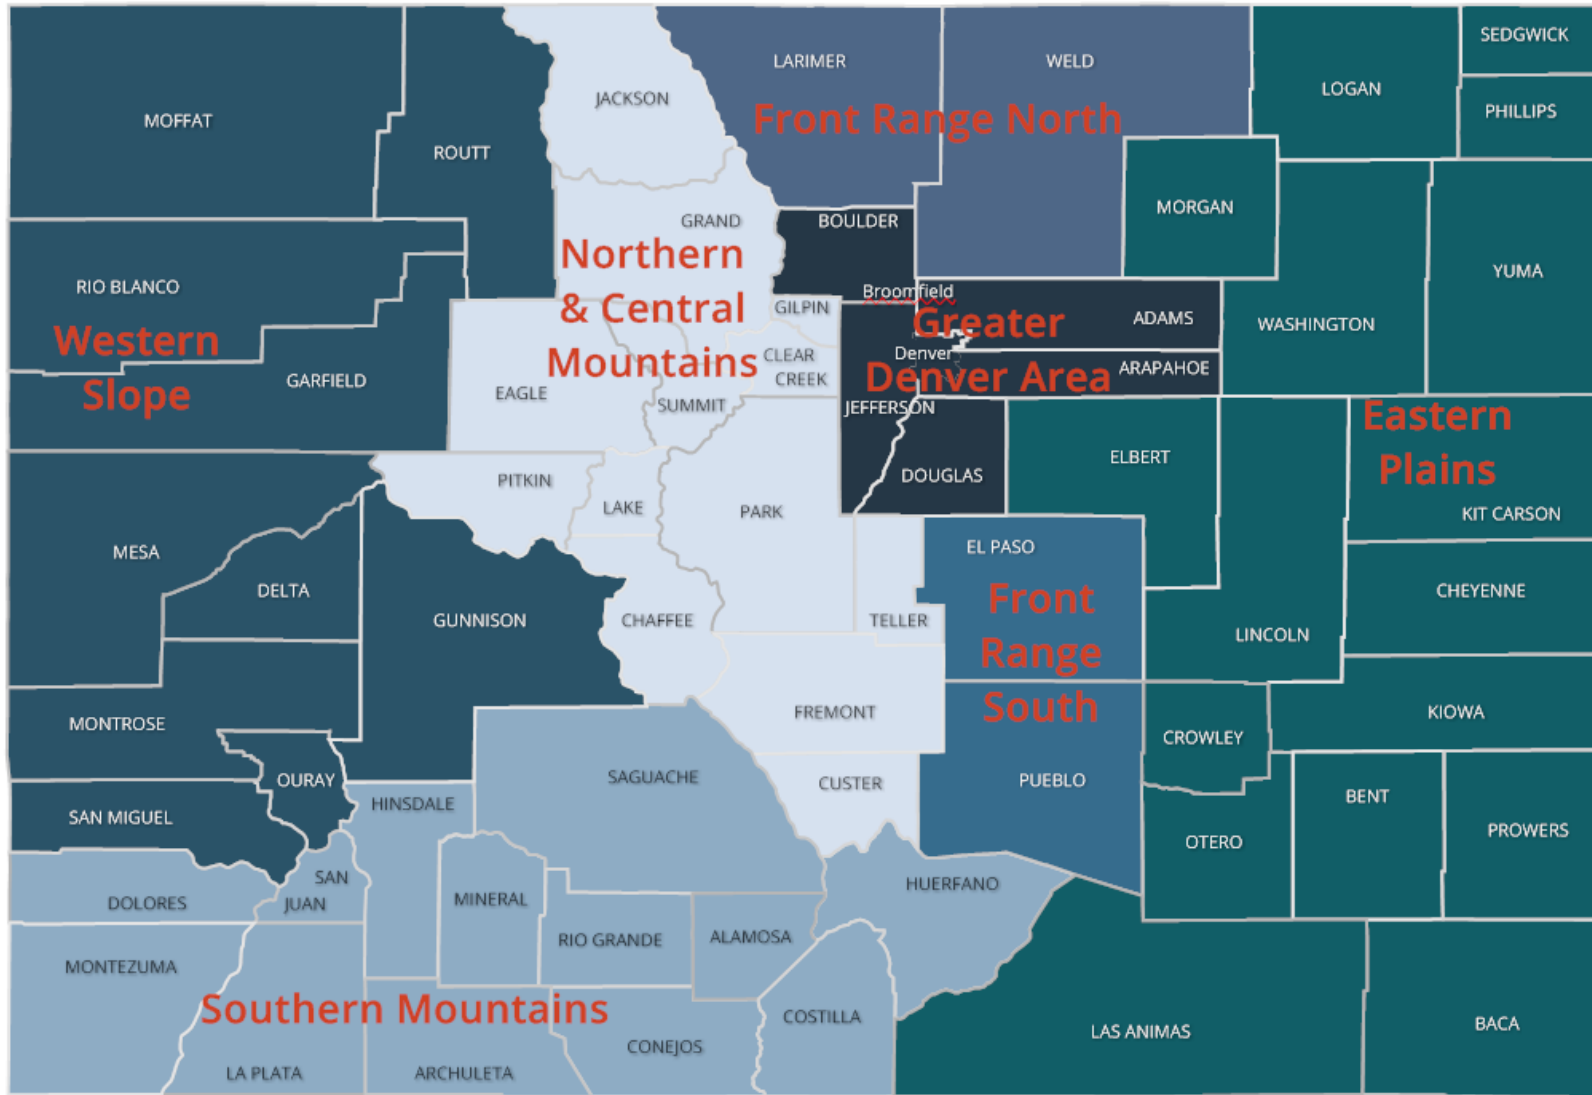 SEDGWICK
LARIMER
WELD
LOGAN
JACKSON
PHILLIPS
MOFFAT
Front Range North
ROUTT
MORGAN
GRAND
BOULDER
Northern
& Central
Mountains
YUMA
RIO BLANCO
Broomfield
GILPIN
Greater
Denver Area
ADAMS
WASHINGTON
Western
Slope
Denver
CLEAR
CREEK
ARAPAHOE
GARFIELD
EAGLE
SUMMIT
JEFFERSON
Eastern
Plains
ELBERT
DOUGLAS
PITKIN
LAKE
PARK
KIT CARSON
MESA
EL PASO
DELTA
CHEYENNE
Front
Range
South
GUNNISON
CHAFFEE
TELLER
LINCOLN
FREMONT
KIOWA
MONTROSE
CROWLEY
OURAY
SAGUACHE
CUSTER
PUEBLO
BENT
HINSDALE
SAN MIGUEL
PROWERS
OTERO
SAN
JUAN
HUERFANO
DOLORES
MINERAL
RIO GRANDE
ALAMOSA
MONTEZUMA
Southern Mountains
COSTILLA
BACA
LAS ANIMAS
CONEJOS
LA PLATA
ARCHULETA